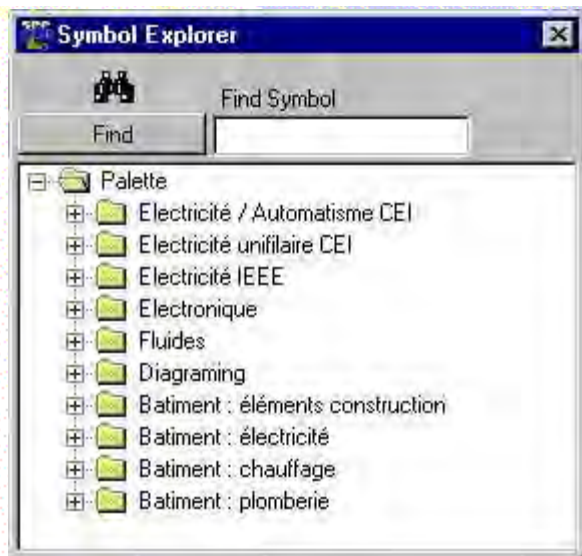 Symbol Explorer
Find Symbol
Find
Palette
Electricité / Automatisme CEI
Electricité unifilaire CEI
Electricité IEEE
Electronique
Fluides
Diagraming
Batiment : éléments construction
Batiment : électricité
Batiment : chauffage
Batiment : plomberie